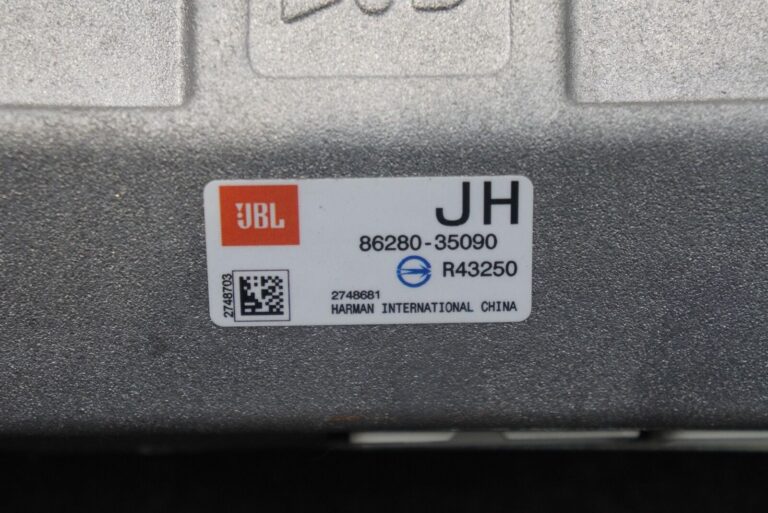 JBL
JH
86280-35090
R43250
2748703
2748681
HARMAN INTERNATIONAL CHINA